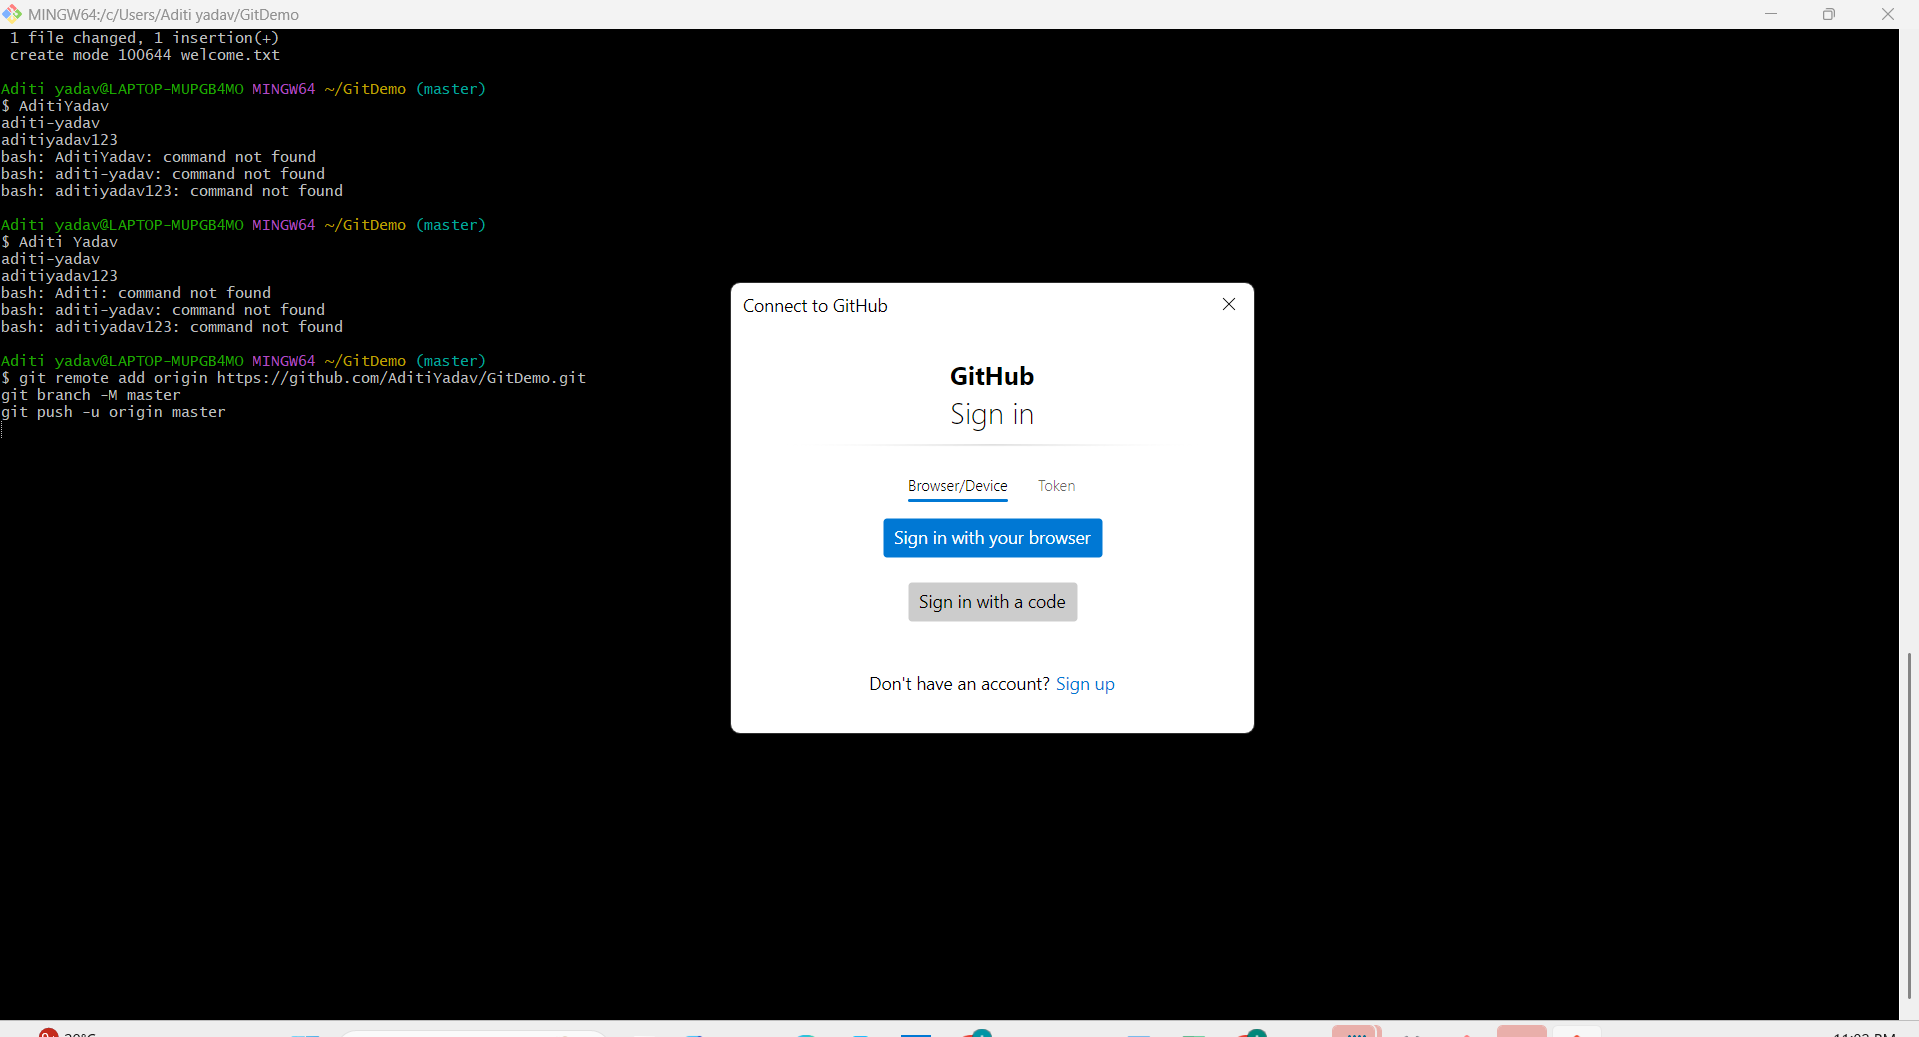 MINGW64:/c/Users/Aditi yadav/GitDemo
1 file changed, 1 insertion(+)
create mode 100644 welcome.txt
Aditi yadav@LAPTOP-MUPGB4MO MINGW64 ~/GitDemo (master)
$ AditiYadav
aditi-yadav
aditiyadav123
bash: AditiYadav: command not found
bash: aditi-yadav: command not found
bash: aditiyadav123: command not found
Aditi yadav@LAPTOP-MUPGB4MO MINGW64 ~/GitDemo (master)
$ Aditi Yadav
aditi-yadav
aditiyadav123
bash: Aditi: command not found
bash: aditi-yadav: command not found
bash: aditiyadav123: command not found
Aditi yadav@LAPTOP-MUPGB4MO MINGW64 ~/GitDemo (master)
$ git remote add origin https://github.com/AditiYadav/GitDemo.git
git branch -M master
git push -u origin master
Connect to GitHub
GitHub
Sign in
Browser/Device Token
Sign in with your browser
Sign in with a code
Don't have an account? Sign up